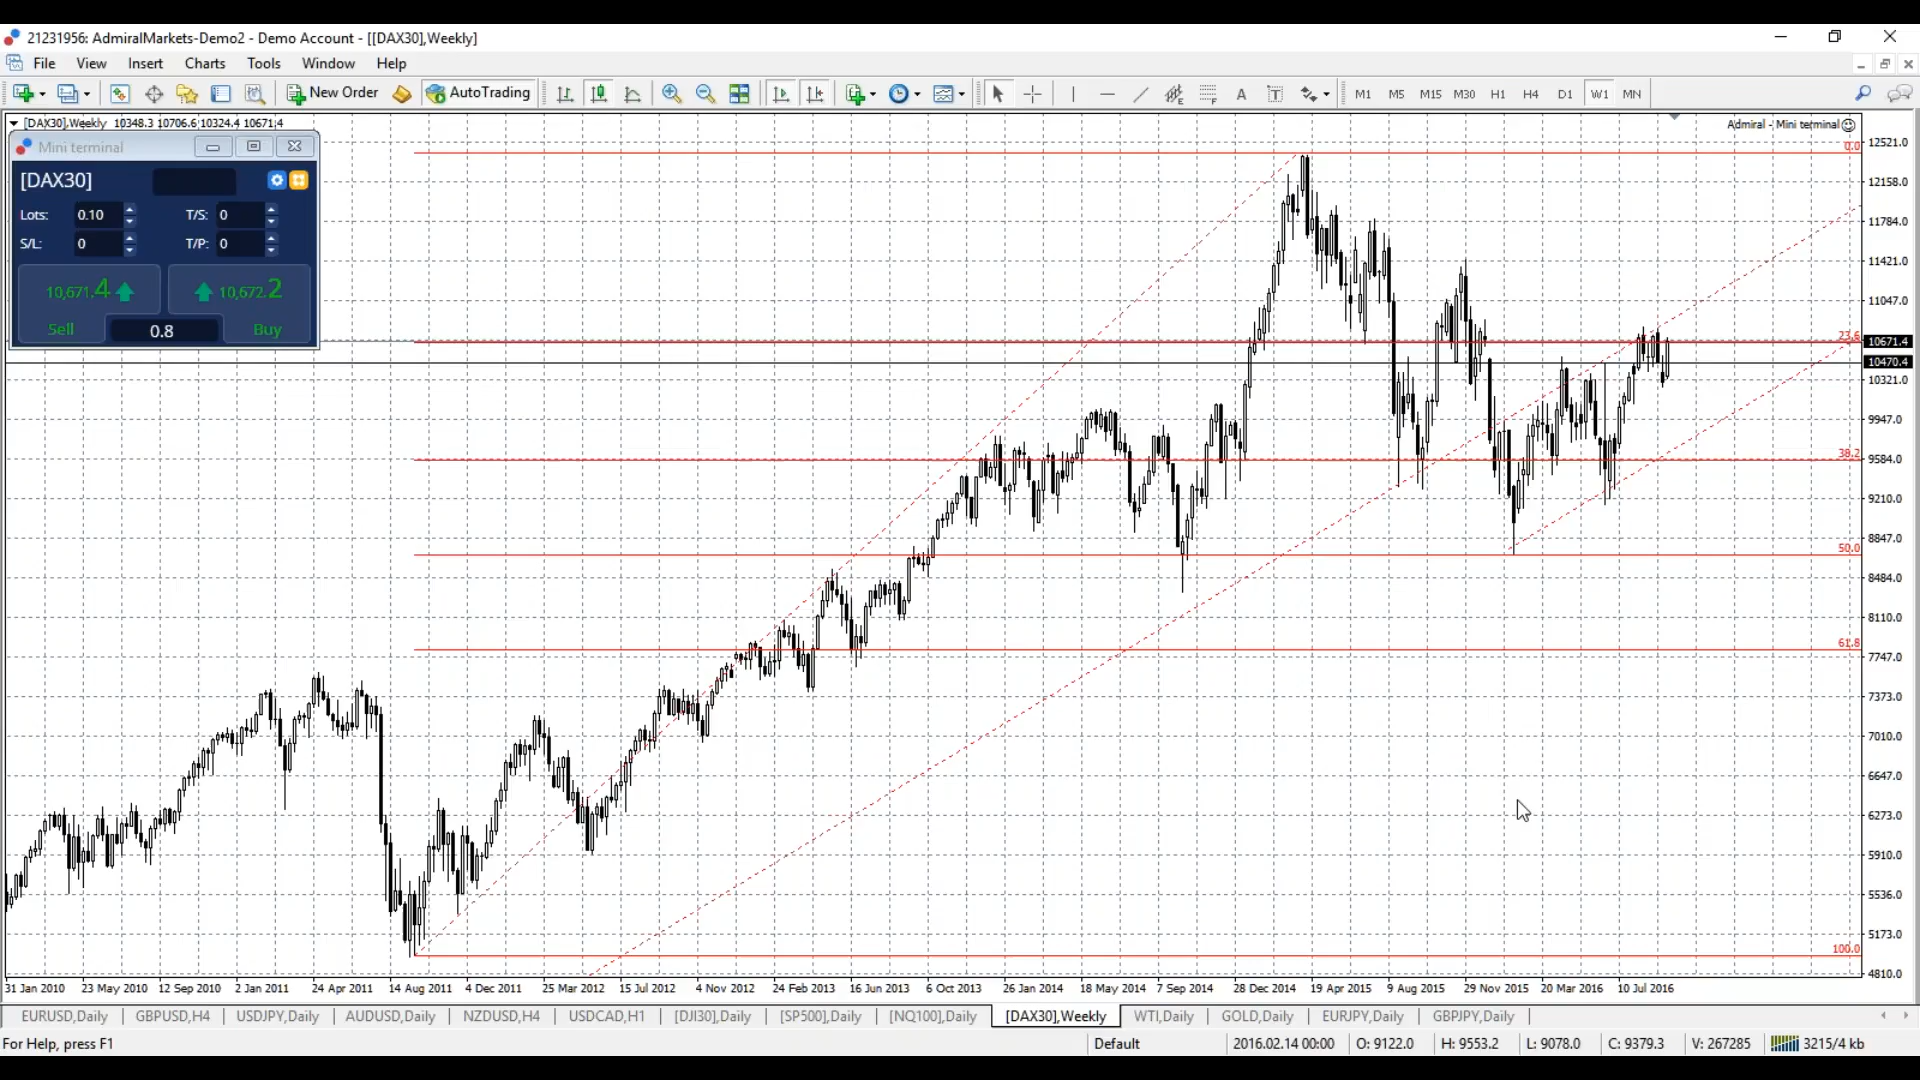 21231956: AdmiralMarkets-Demo2 - Demo Account - [[DAX30],Weekly]
File View Insert Charts Tools Window Help
New Order AutoTrading A T M1 M5 M15 M30 H1 H4 D1 W1 MN
[DAX30],Weekly 10348.3 10706.6 10324.4 10671.4
Admiral - Mini terminal
Mini terminal
[DAX30]
Lots: 0.10 T/S: 0
S/L: 0 T/P: 0
10,671.4 10,672.2
Sell 0.8 Buy
0.0
23.6
38.2
50.0
61.8
100.0
12521.0
12158.0
11784.0
11421.0
11047.0
10671.4
10470.4
10321.0
9947.0
9584.0
9210.0
8847.0
8484.0
8110.0
7747.0
7373.0
7010.0
6647.0
6273.0
5910.0
5536.0
5173.0
4810.0
31 Jan 2010 23 May 2010 12 Sep 2010 2 Jan 2011 24 Apr 2011 14 Aug 2011 4 Dec 2011 25 Mar 2012 15 Jul 2012 4 Nov 2012 24 Feb 2013 16 Jun 2013 6 Oct 2013 26 Jan 2014 18 May 2014 7 Sep 2014 28 Dec 2014 19 Apr 2015 9 Aug 2015 29 Nov 2015 20 Mar 2016 10 Jul 2016
EURUSD,Daily GBPUSD,H4 USDJPY,Daily AUDUSD,Daily NZDUSD,H4 USDCAD,H1 [DJI30],Daily [SP500],Daily [NQ100],Daily [DAX30],Weekly WTI,Daily GOLD,Daily EURJPY,Daily GBPJPY,Daily
For Help, press F1 Default 2016.02.14 00:00 O: 9122.0 H: 9553.2 L: 9078.0 C: 9379.3 V: 267285 3215/4 kb